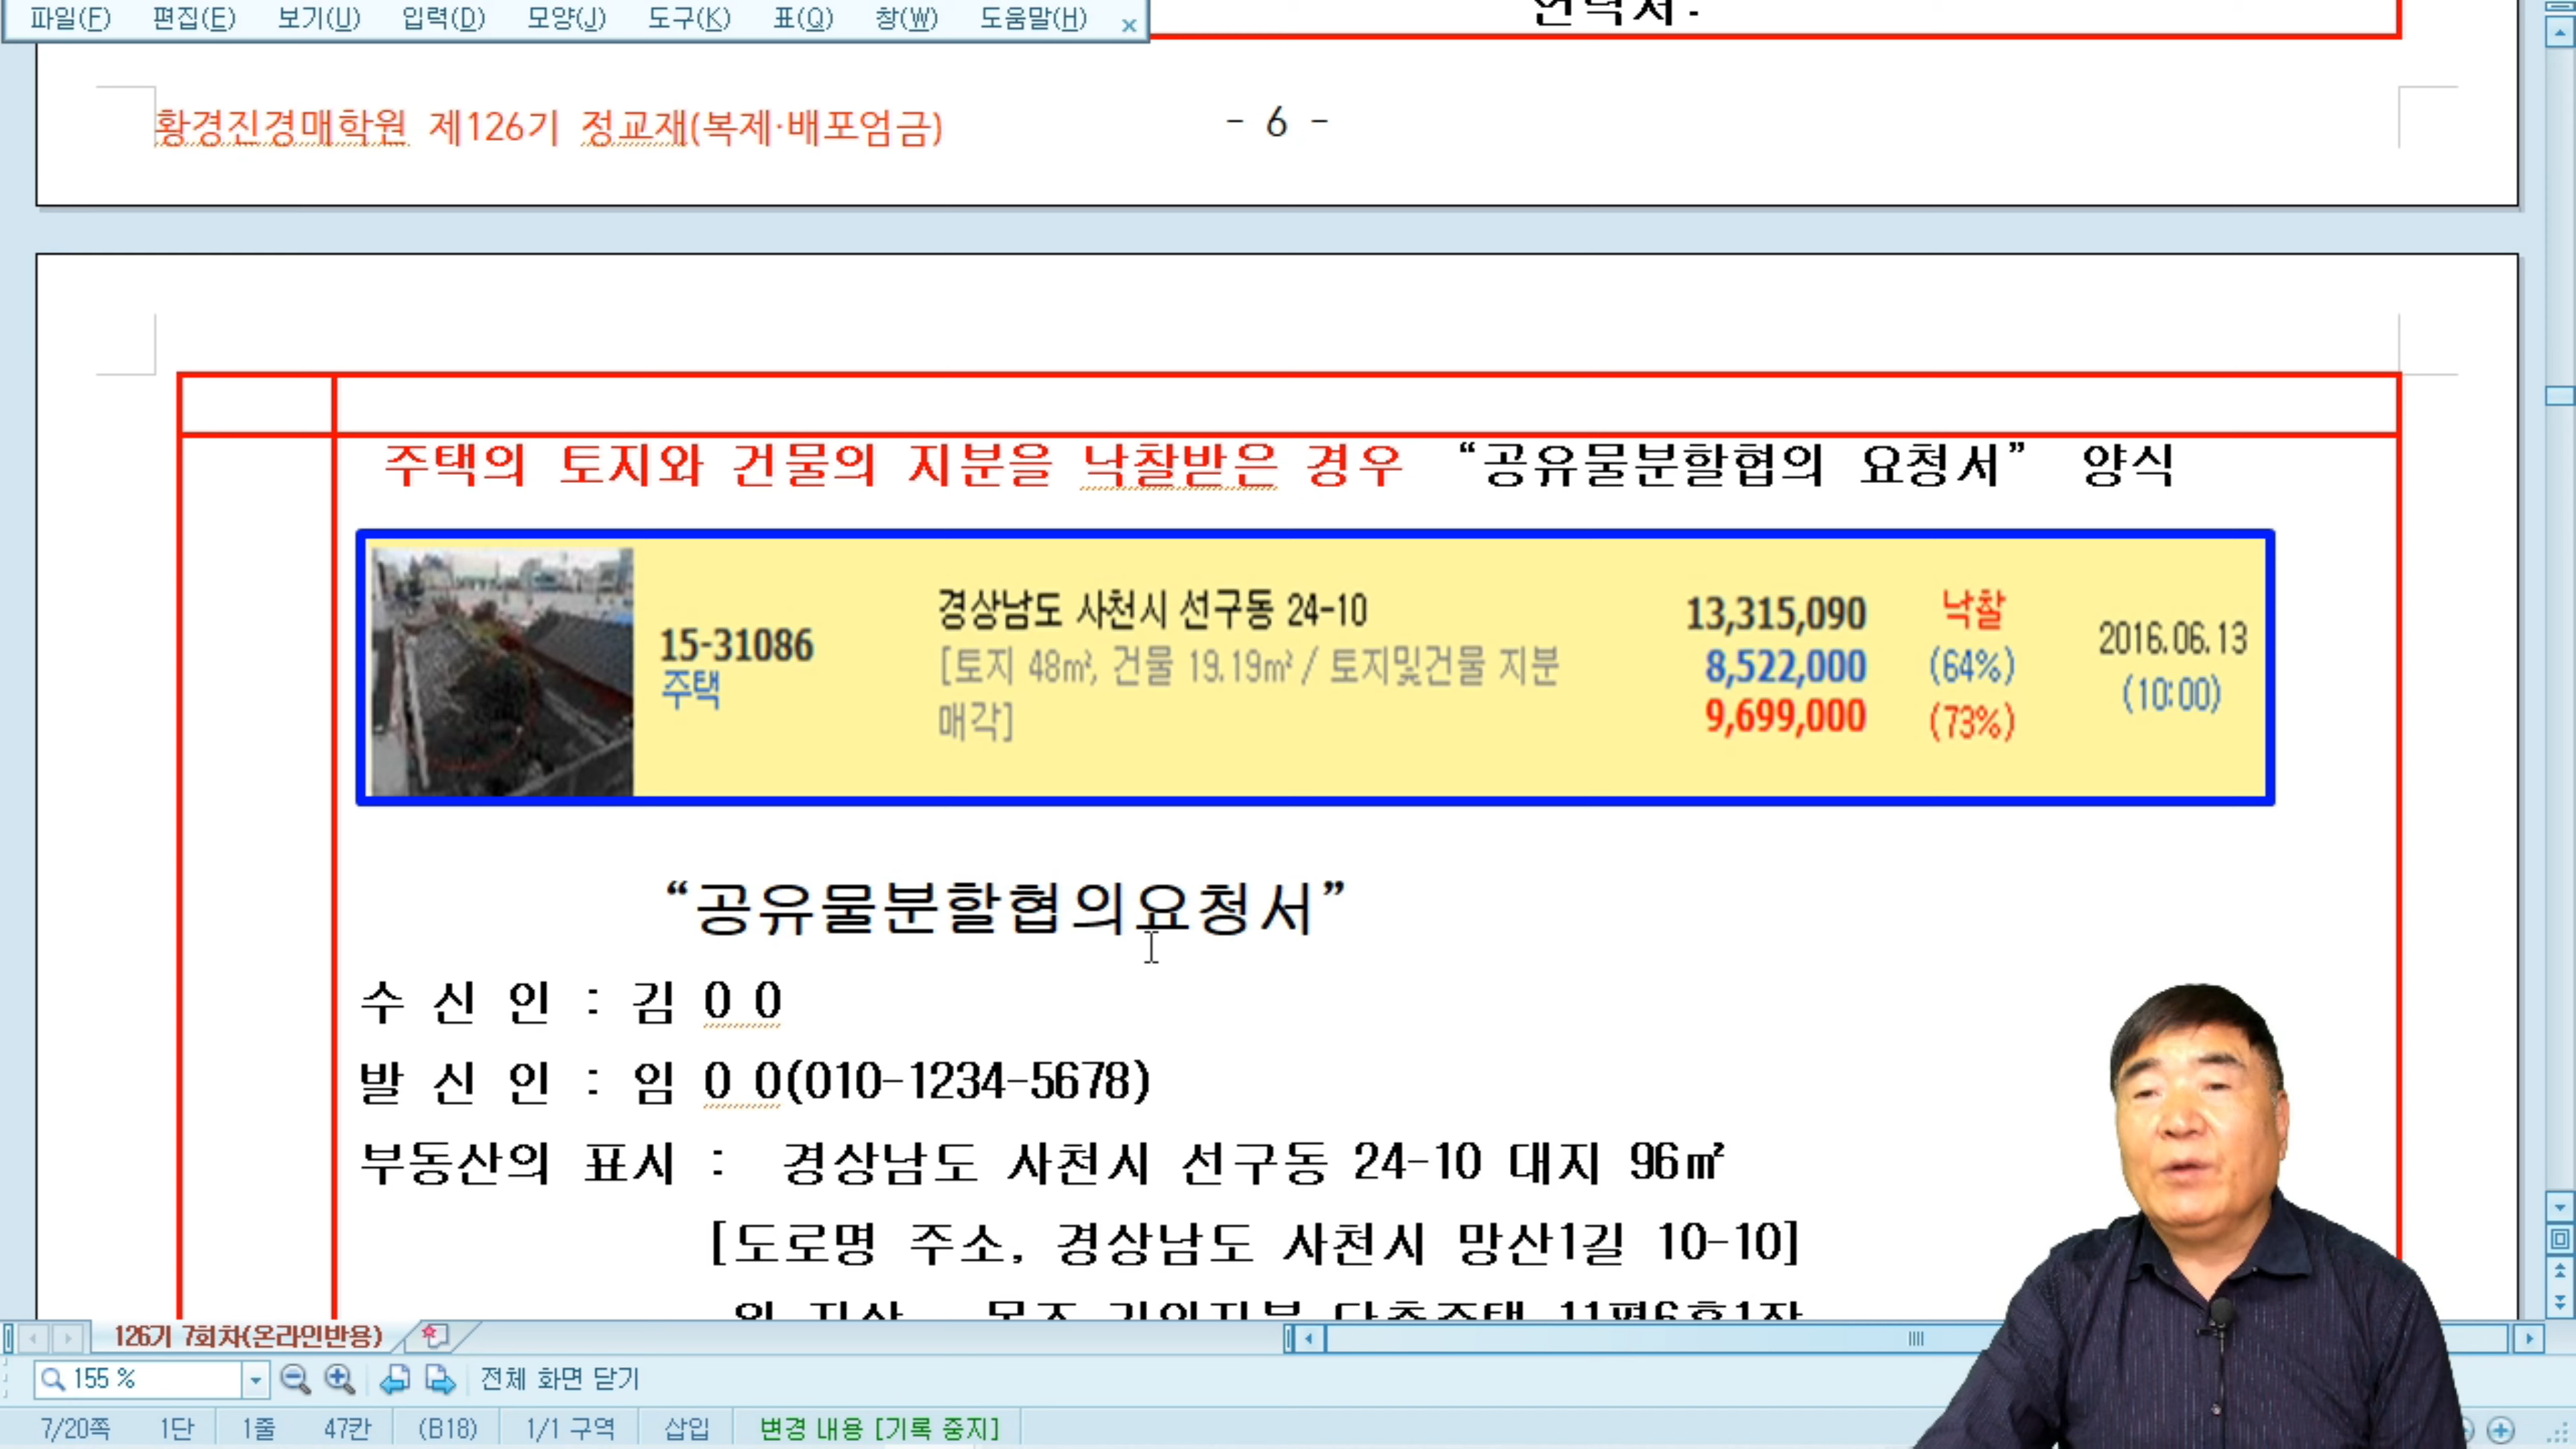 파일(F) 편집(E) 보기(U) 입력(D) 모양(J) 도구(K) 표(Q) 창(W) 도움말(H)
황경진경매학원 제126기 정교재(복제·배포엄금) - 6 -
주택의 토지와 건물의 지분을 낙찰받은 경우 “공유물분할협의 요청서” 양식
15-31086
주택
경상남도 사천시 선구동 24-10
[토지 48㎡, 건물 19.19㎡ / 토지및건물 지분
매각]
13,315,090
8,522,000
9,699,000
낙찰
(64%)
(73%)
2016.06.13
(10:00)
“공유물분할협의요청서”
수 신 인 : 김 0 0
발 신 인 : 임 0 0(010-1234-5678)
부동산의 표시 : 경상남도 사천시 선구동 24-10 대지 96㎡
[도로명 주소, 경상남도 사천시 망산1길 10-10]
126기 7회차(온라인반용)
155 % 전체 화면 닫기
7/20쪽 1단 1줄 47칸 (B18) 1/1 구역 삽입 변경 내용 [기록 중지]